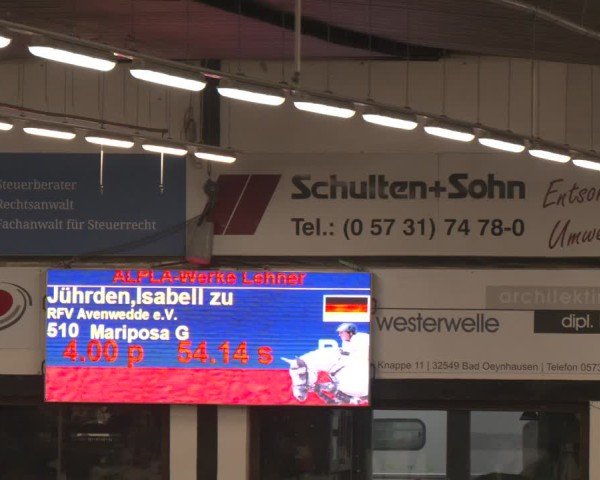 Steuerberater
Rechtsanwalt
Fachanwalt für Steuerrecht
Schulten+Sohn
Tel.: (0 57 31) 74 78-0
ALPLA-Werke Lehner
Jührden,Isabell zu
RFV Avenwedde e.V.
510 Mariposa G
4.00 p 54.14 s
westerwelle
dipl.
Knappe 11 | 32549 Bad Oeynhausen | Telefon 0573